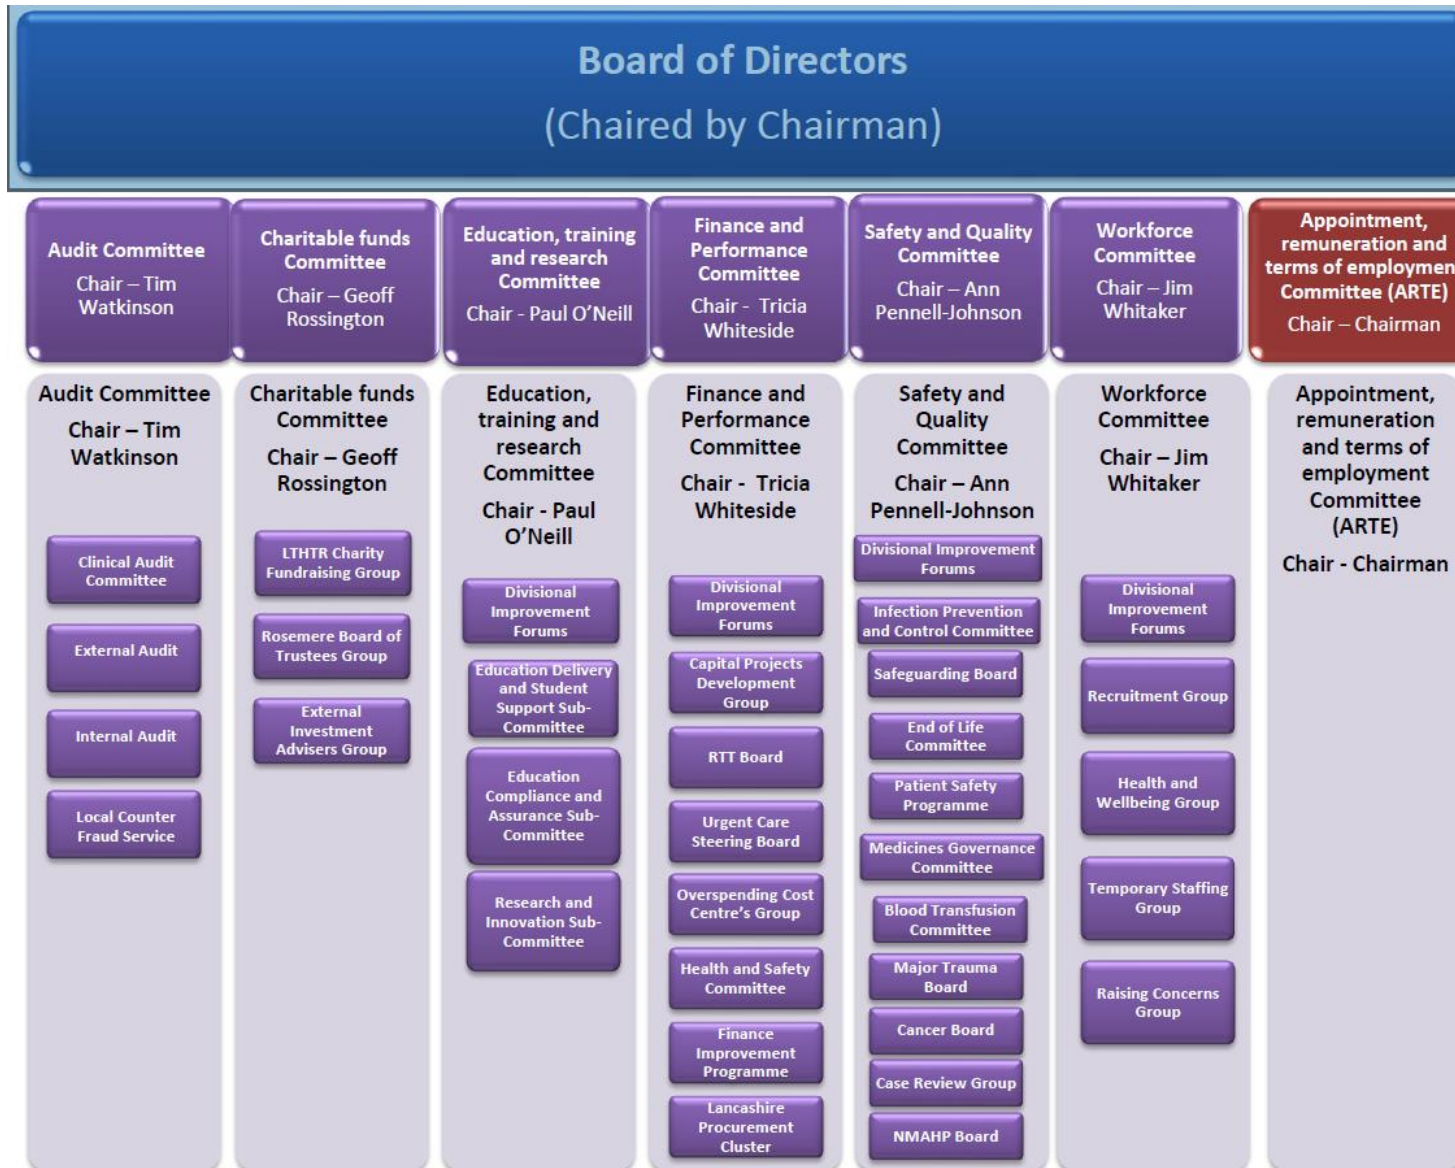 Board of Directors
(Chaired by Chairman)
Audit Committee
Chair – Tim
Watkinson
Charitable funds
Committee
Chair – Geoff
Rossington
Education, training
and research
Committee
Chair - Paul O’Neill
Finance and
Performance
Committee
Chair - Tricia
Whiteside
Safety and Quality
Committee
Chair – Ann
Pennell-Johnson
Workforce
Committee
Chair – Jim
Whitaker
Appointment,
remuneration and
terms of employmen
Committee (ARTE)
Chair – Chairman
Audit Committee
Chair – Tim
Watkinson
Clinical Audit
Committee
External Audit
Internal Audit
Local Counter
Fraud Service
Charitable funds
Committee
Chair – Geoff
Rossington
LTHTR Charity
Fundraising Group
Rosemere Board of
Trustees Group
External
Investment
Advisers Group
Education,
training and
research
Committee
Chair - Paul
O’Neill
Divisional
Improvement
Forums
Education Delivery
and Student
Support Sub-
Committee
Education
Compliance and
Assurance Sub-
Committee
Research and
Innovation Sub-
Committee
Finance and
Performance
Committee
Chair - Tricia
Whiteside
Divisional
Improvement
Forums
Capital Projects
Development
Group
RTT Board
Urgent Care
Steering Board
Overspending Cost
Centre’s Group
Health and Safety
Committee
Finance
Improvement
Programme
Lancashire
Procurement
Cluster
Safety and
Quality
Committee
Chair – Ann
Pennell-Johnson
Divisional Improvement
Forums
Infection Prevention
and Control Committee
Safeguarding Board
End of Life
Committee
Patient Safety
Programme
Medicines Governance
Committee
Blood Transfusion
Committee
Major Trauma
Board
Cancer Board
Case Review Group
NMAHP Board
Workforce
Committee
Chair – Jim
Whitaker
Divisional
Improvement
Forums
Recruitment Group
Health and
Wellbeing Group
Temporary Staffing
Group
Raising Concerns
Group
Appointment,
remuneration
and terms of
employment
Committee
(ARTE)
Chair - Chairman